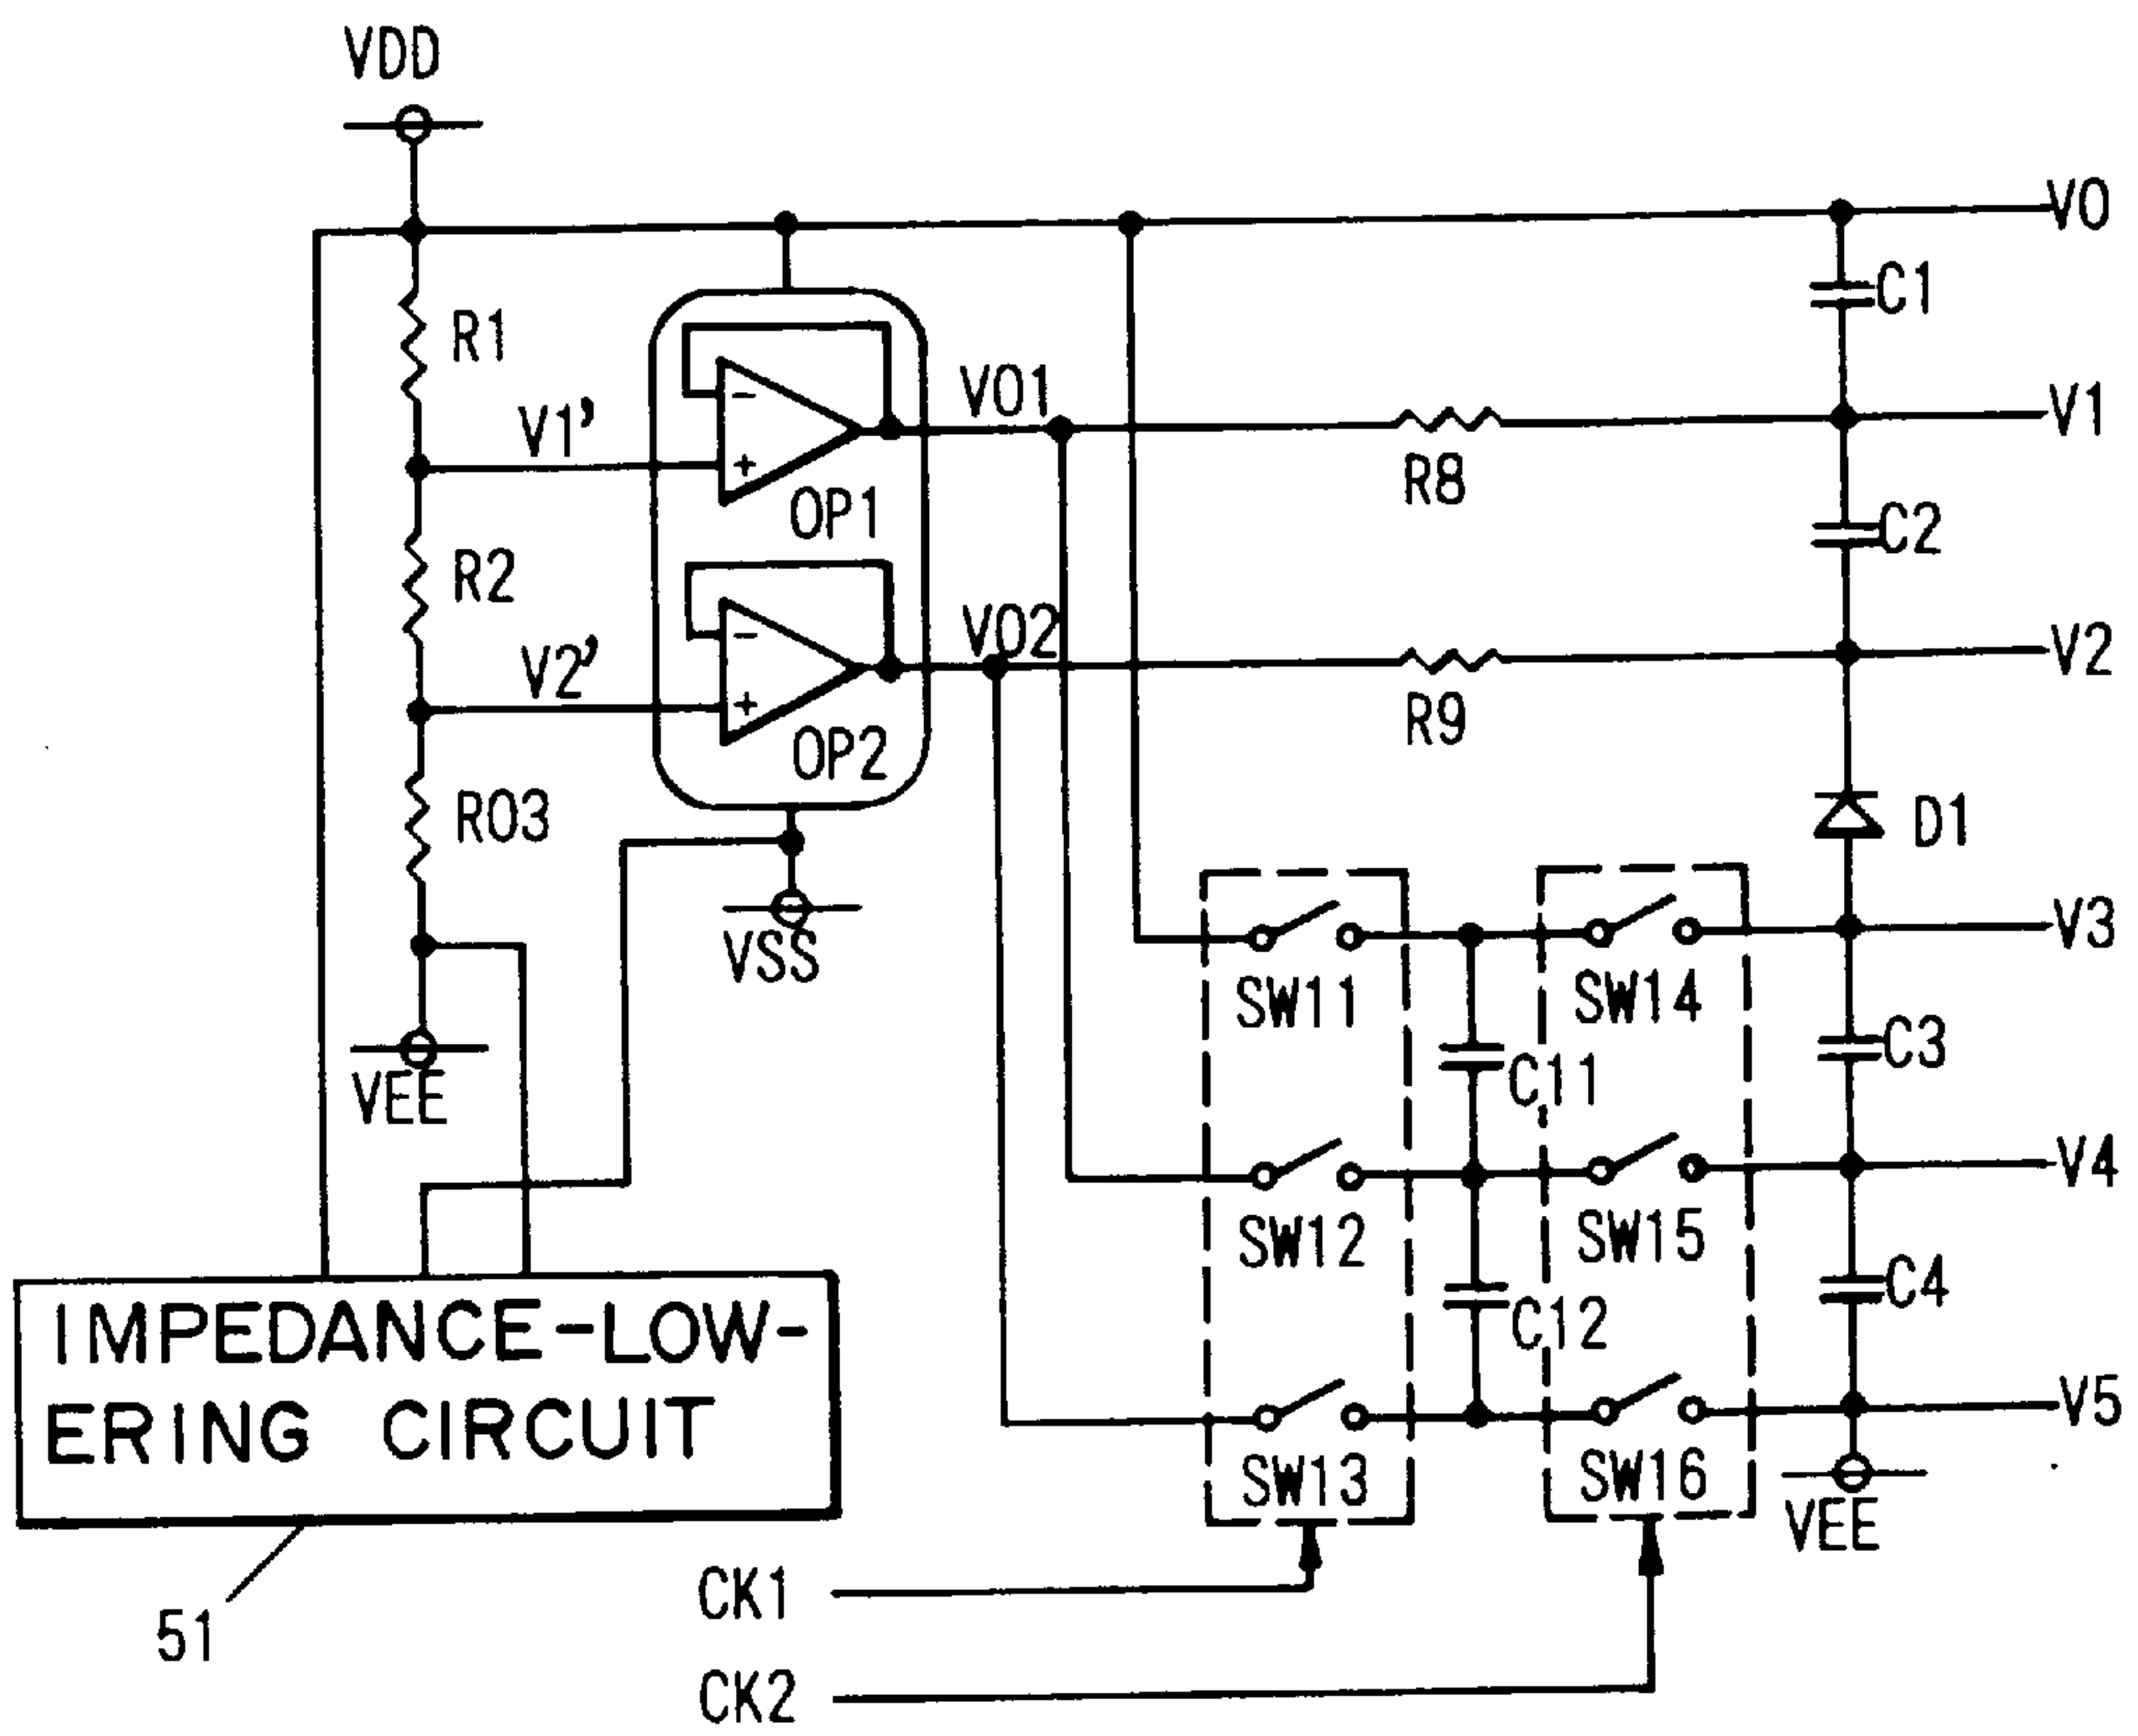 VDD
V0
C1
R1
V01
V1
V1'
R8
OP1
C2
R2
V02
V2
V2'
R9
OP2
R03
D1
VSS
V3
SW11
SW14
C3
C11
VEE
V4
SW12
SW15
C4
C12
IMPEDANCE-LOW-
ERING CIRCUIT
V5
SW13
SW16
VEE
CK1
51
CK2